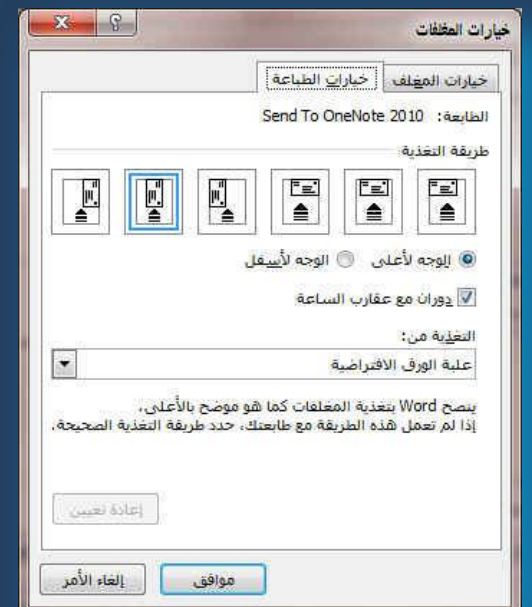 خيارات المغلفات
خيارات المغلف
خيارات الطباعة
الطابعة: Send To OneNote 2010
طريقة التغذية
الوجه لأعلى
الوجه لأسفل
دوران مع عقارب الساعة
التغذية من:
علبة الورق الافتراضية
ينصح Word بتغذية المغلفات كما هو موضح بالأعلى.
إذا لم تعمل هذه الطريقة مع طابعتك، حدد طريقة التغذية الصحيحة.
إعادة تعيين
موافق
إلغاء الأمر